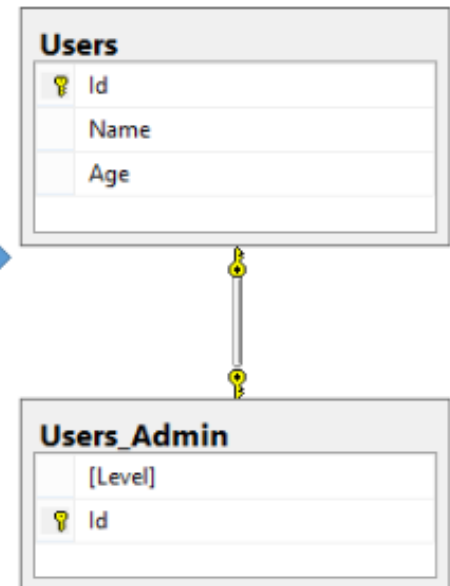 Users
Id
Name
Age
Users_Admin
[Level]
Id